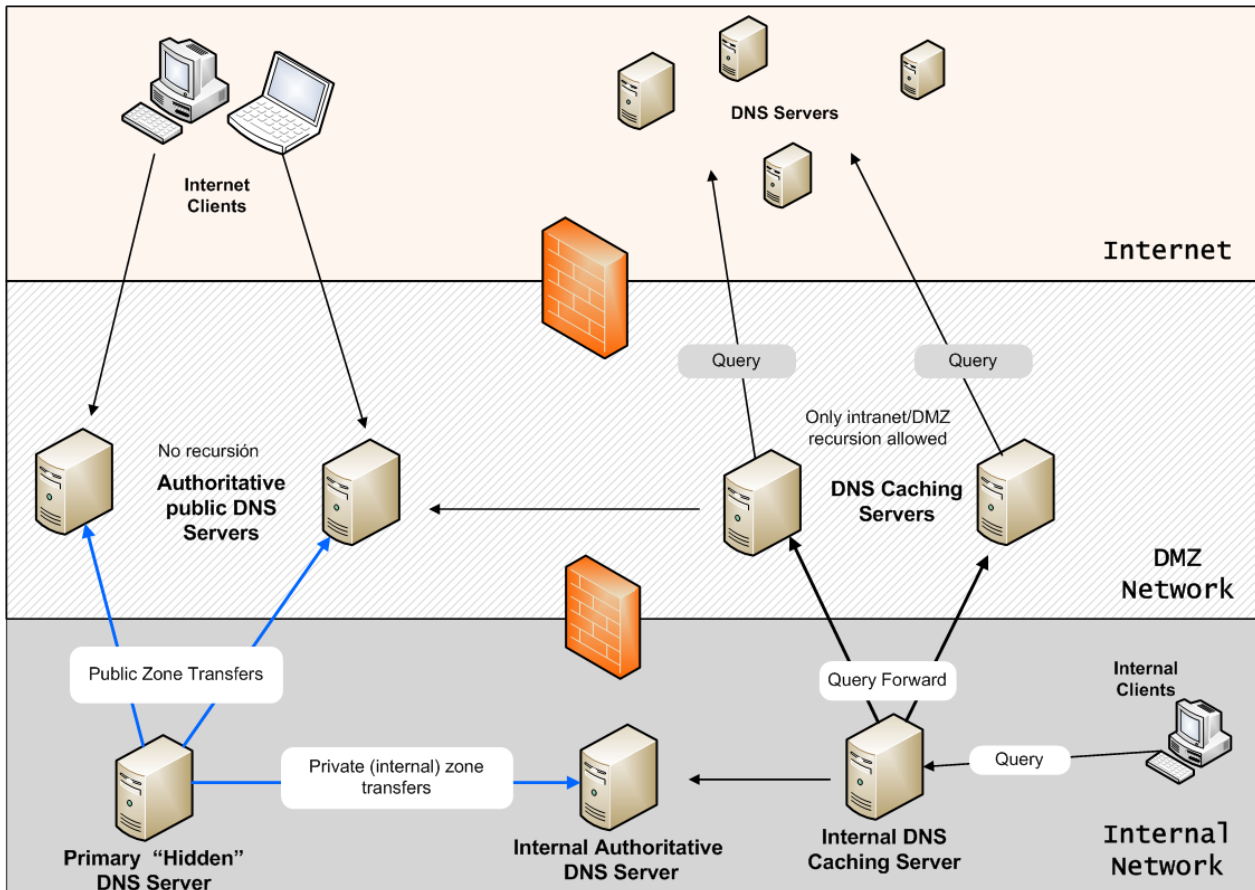 DNS Servers
Internet
Clients
Internet
Query
Query
No recursión
Authoritative
public DNS
Servers
Only intranet/DMZ
recursion allowed
DNS Caching
Servers
DMZ
Network
Public Zone Transfers
Query Forward
Internal
Clients
Private (internal) zone
transfers
Query
Primary “Hidden”
DNS Server
Internal Authoritative
DNS Server
Internal DNS
Caching Server
Internal
Network